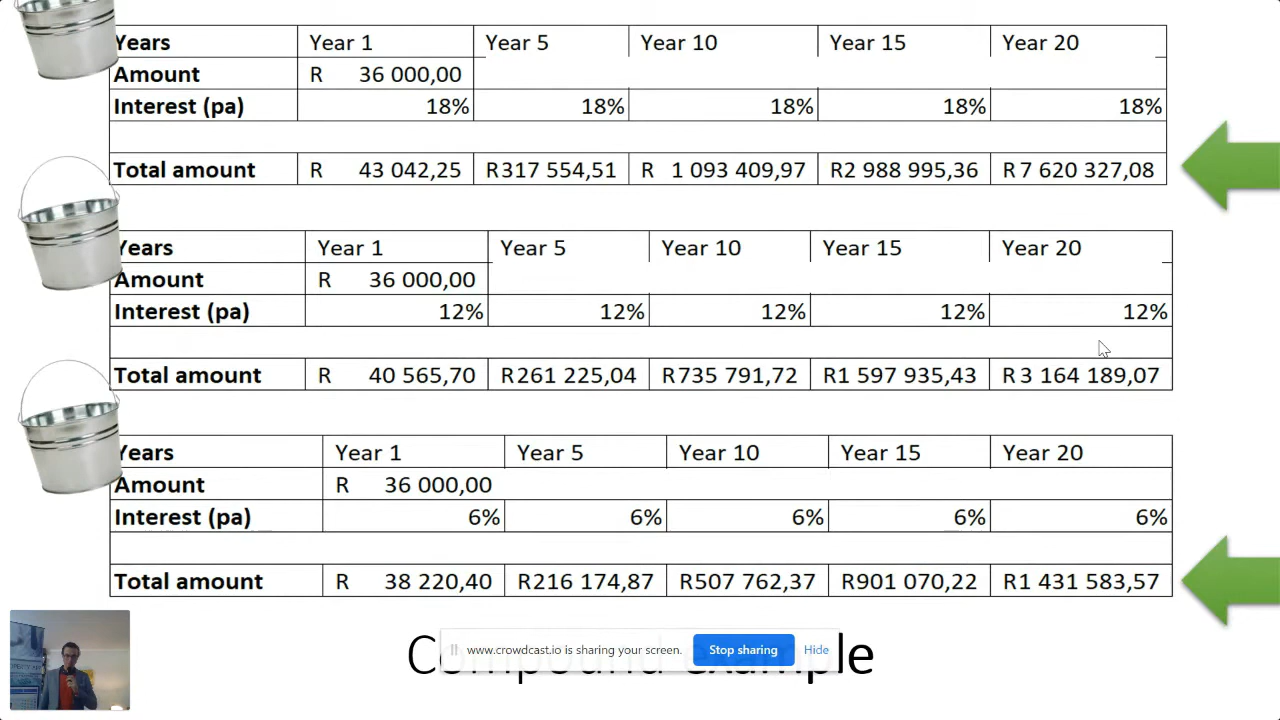 Years Year 1 Year 5 Year 10 Year 15 Year 20
Amount R 36 000,00
Interest (pa) 18% 18% 18% 18% 18%
Total amount R 43 042,25 R317 554,51 R 1 093 409,97 R2 988 995,36 R 7 620 327,08
Years Year 1 Year 5 Year 10 Year 15 Year 20
Amount R 36 000,00
Interest (pa) 12% 12% 12% 12% 12%
Total amount R 40 565,70 R261 225,04 R735 791,72 R1 597 935,43 R 3 164 189,07
Years Year 1 Year 5 Year 10 Year 15 Year 20
Amount R 36 000,00
Interest (pa) 6% 6% 6% 6% 6%
Total amount R 38 220,40 R216 174,87 R507 762,37 R901 070,22 R1 431 583,57
Compound example
www.crowdcast.io is sharing your screen. Stop sharing Hide